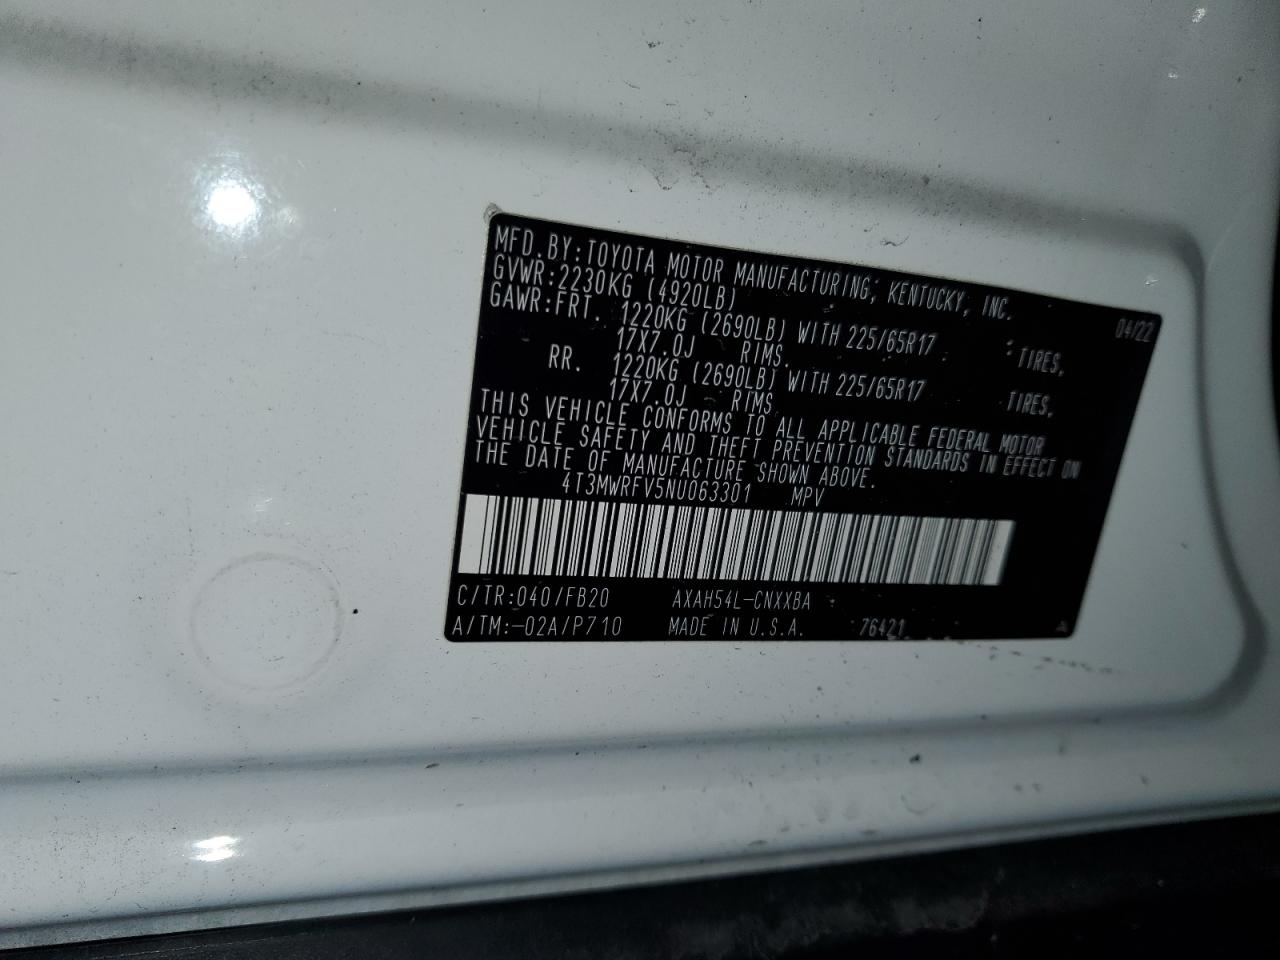 MFD.BY:TOYOTA MOTOR MANUFACTURING, KENTUCKY, INC. 04/22
GVWR:2230KG (4920LB)
GAWR:FRT. 1220KG (2690LB) WITH 225/65R17 TIRES,
17X7.0J RIMS.
RR. 1220KG (2690LB) WITH 225/65R17 TIRES,
17X7.0J RIMS
THIS VEHICLE CONFORMS TO ALL APPLICABLE FEDERAL MOTOR
VEHICLE SAFETY AND THEFT PREVENTION STANDARDS IN EFFECT ON
THE DATE OF MANUFACTURE SHOWN ABOVE.
4T3MWRFV5NU063301 MPV
C/TR:040/FB20 AXAH54L-CNXXBA
A/TM:-02A/P710 MADE IN U.S.A. 76421